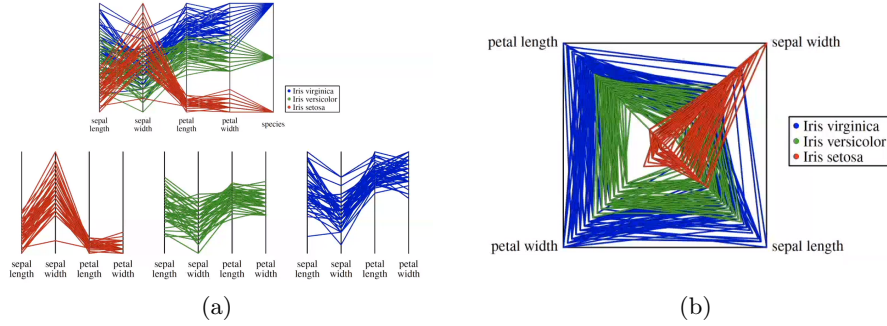 Iris virginica
Iris versicolor
Iris setosa
sepal length
sepal width
petal length
petal width
species
sepal length
sepal width
petal length
petal width
sepal length
sepal width
petal length
petal width
sepal length
sepal width
petal length
petal width
(a)
petal length
sepal width
Iris virginica
Iris versicolor
Iris setosa
petal width
sepal length
(b)